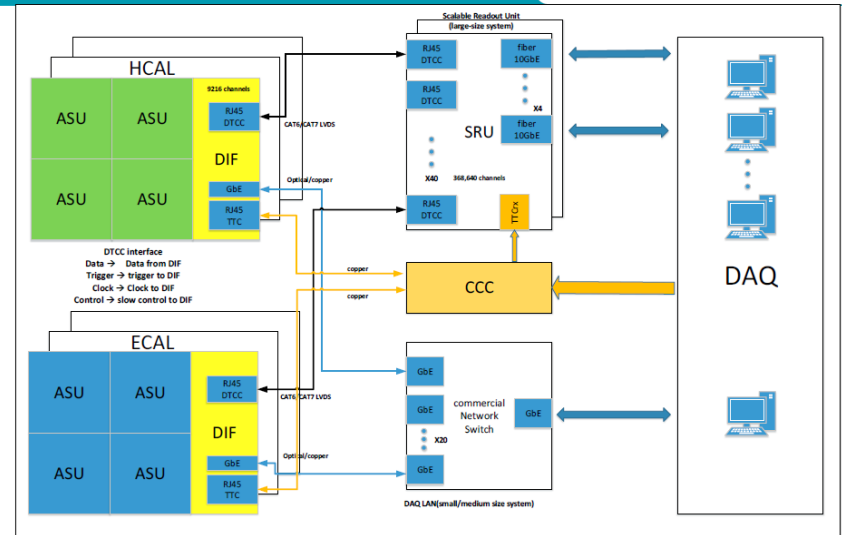 HCAL
ASU
ASU
ASU
ASU
9216 channels
RJ45
DTCC
DIF
GbE
RJ45
TTC
DTCC interface
Data → Data from DIF
Trigger → trigger to DIF
Clock → Clock to DIF
Control → slow control to DIF
ECAL
ASU
ASU
ASU
ASU
RJ45
DTCC
DIF
GbE
RJ45
TTC
CAT6/CAT7 LVDS
Optical/copper
copper
copper
CAT6/CAT7 LVDS
Optical/copper
Scalable Readout Unit
(large-size system)
RJ45
DTCC
fiber
10GbE
RJ45
DTCC
X4
SRU
fiber
10GbE
X40
368,640 channels
RJ45
DTCC
TTCrx
CCC
GbE
GbE
commercial
Network
Switch
GbE
X20
GbE
DAQ LAN(small/medium size system)
DAQ